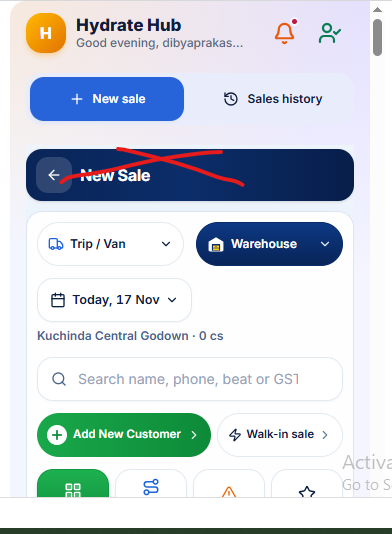 H
Hydrate Hub
Good evening, dibyaprakas...
New sale
Sales history
New Sale
Trip / Van
Warehouse
Today, 17 Nov
Kuchinda Central Godown · 0 cs
Search name, phone, beat or GST
Add New Customer
Walk-in sale
Activa
Go to S